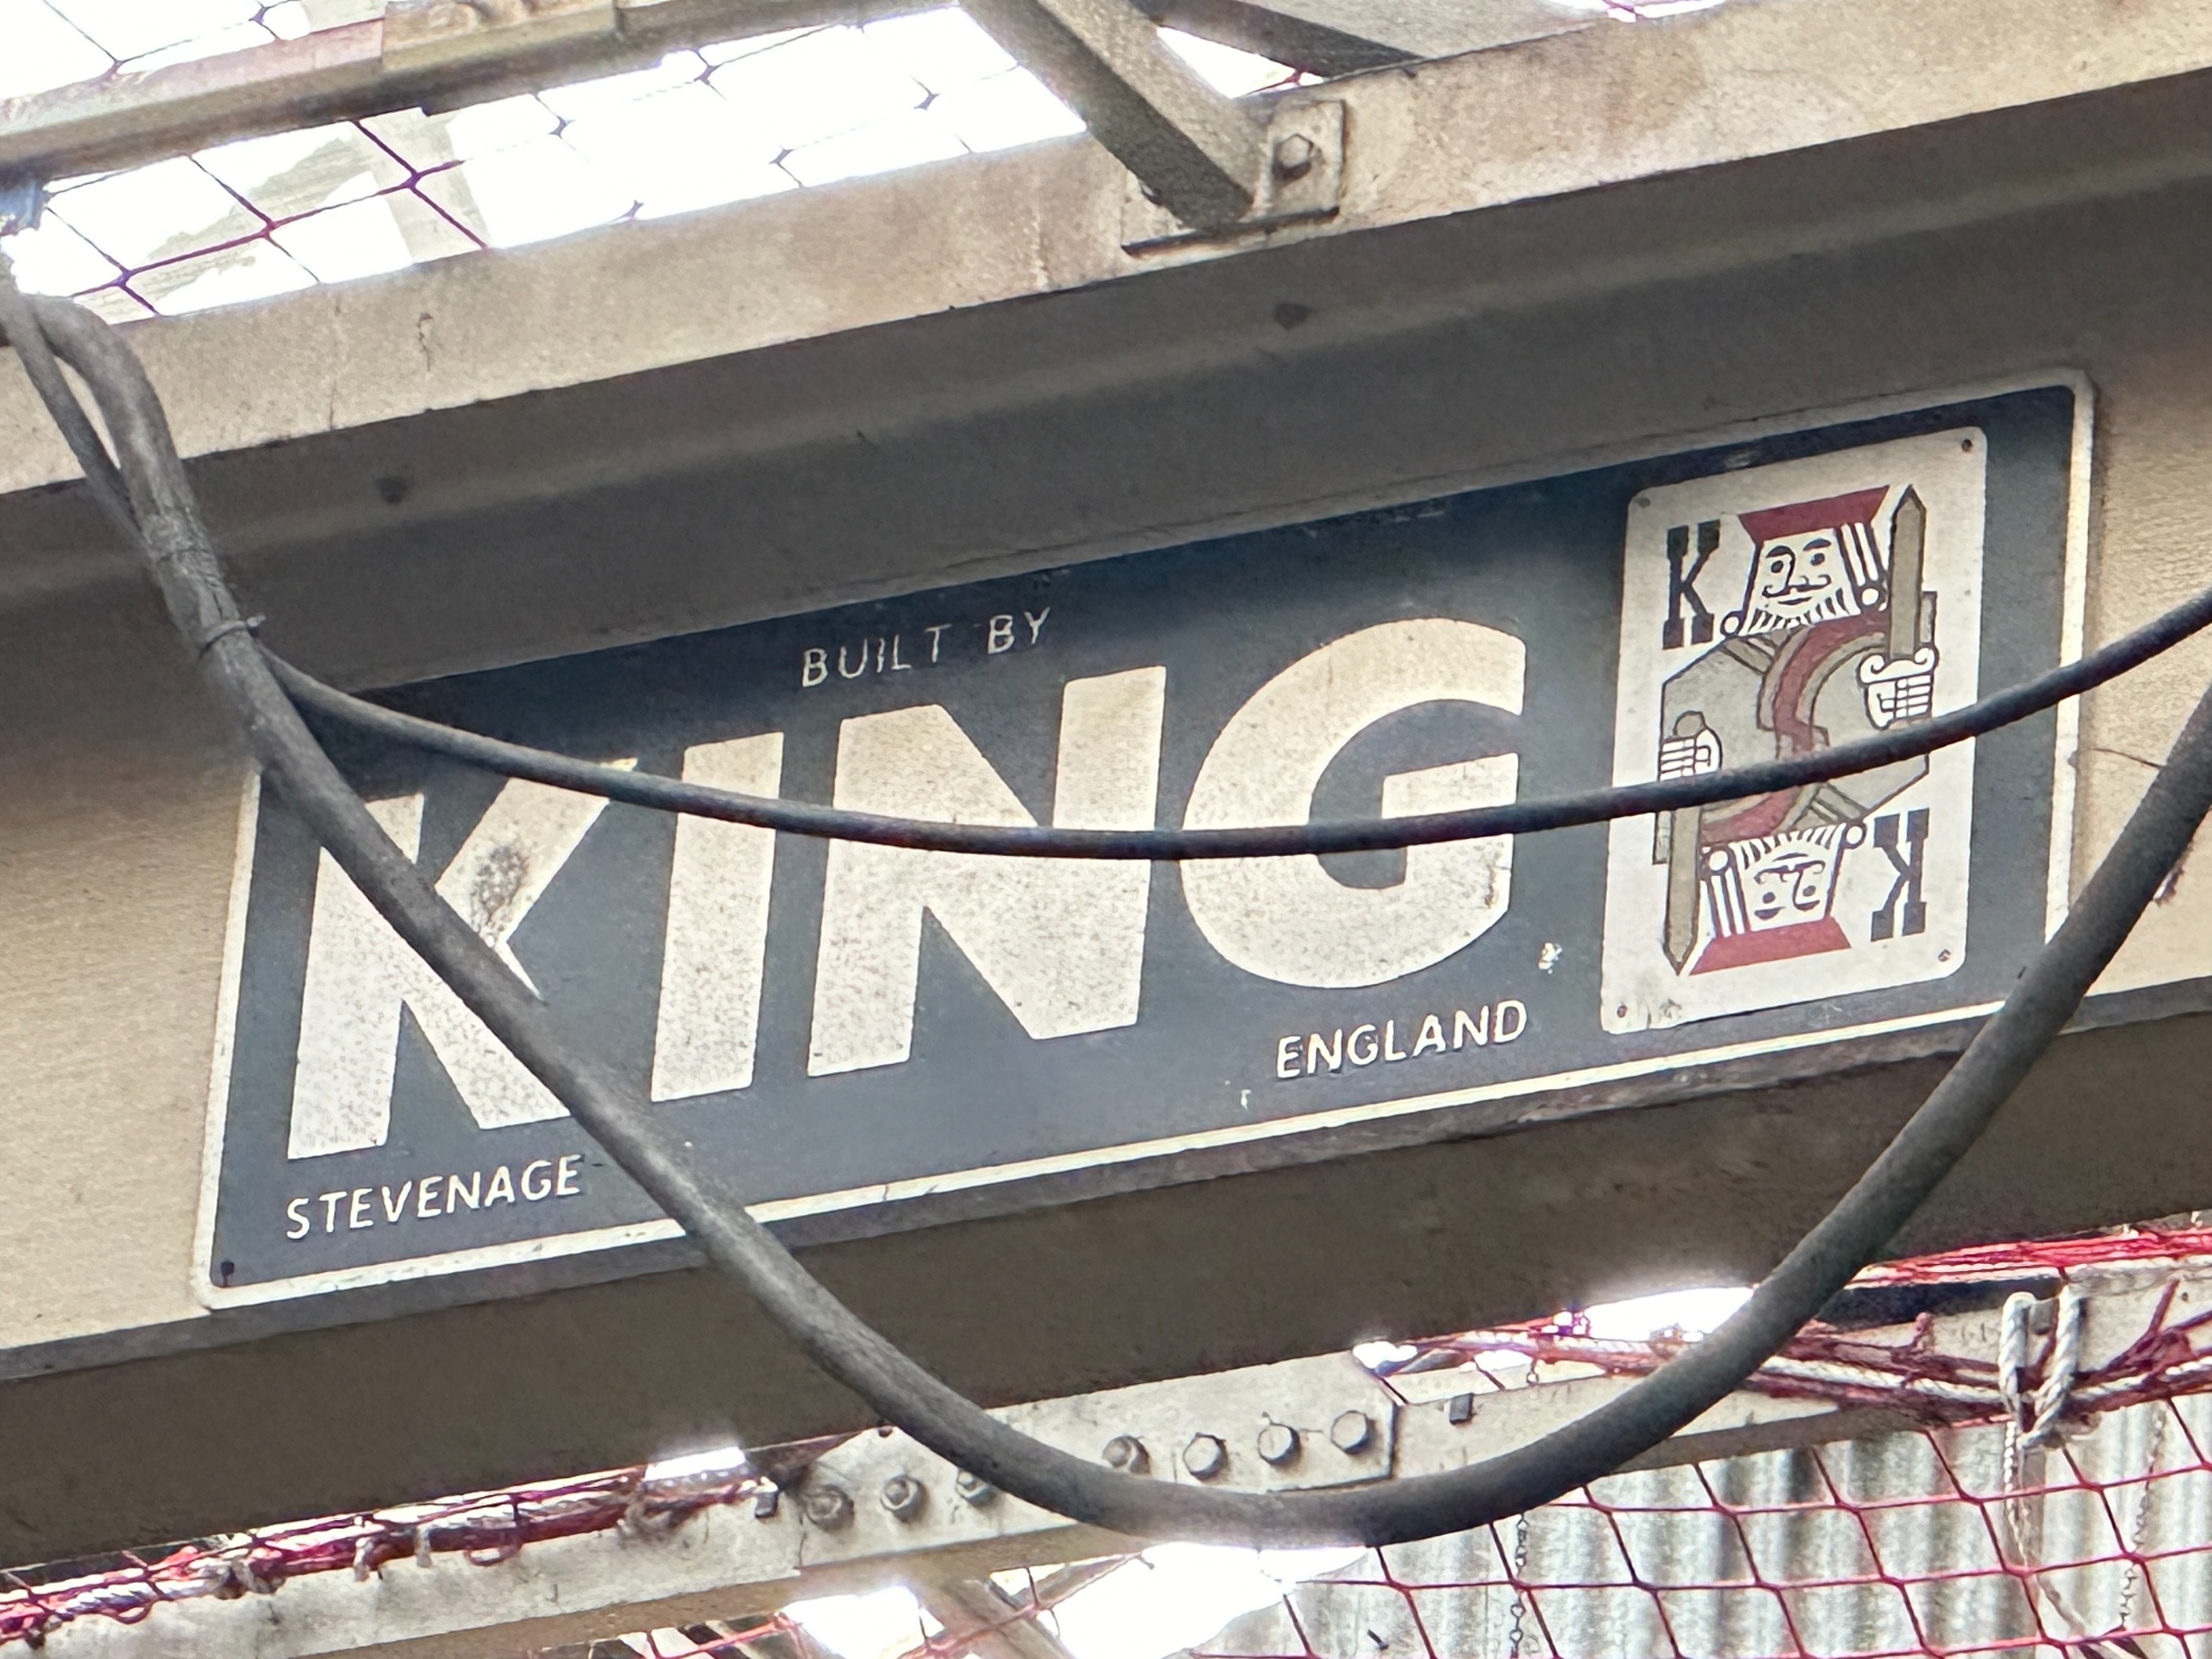 BUILT BY
KING
STEVENAGE ENGLAND
K
K